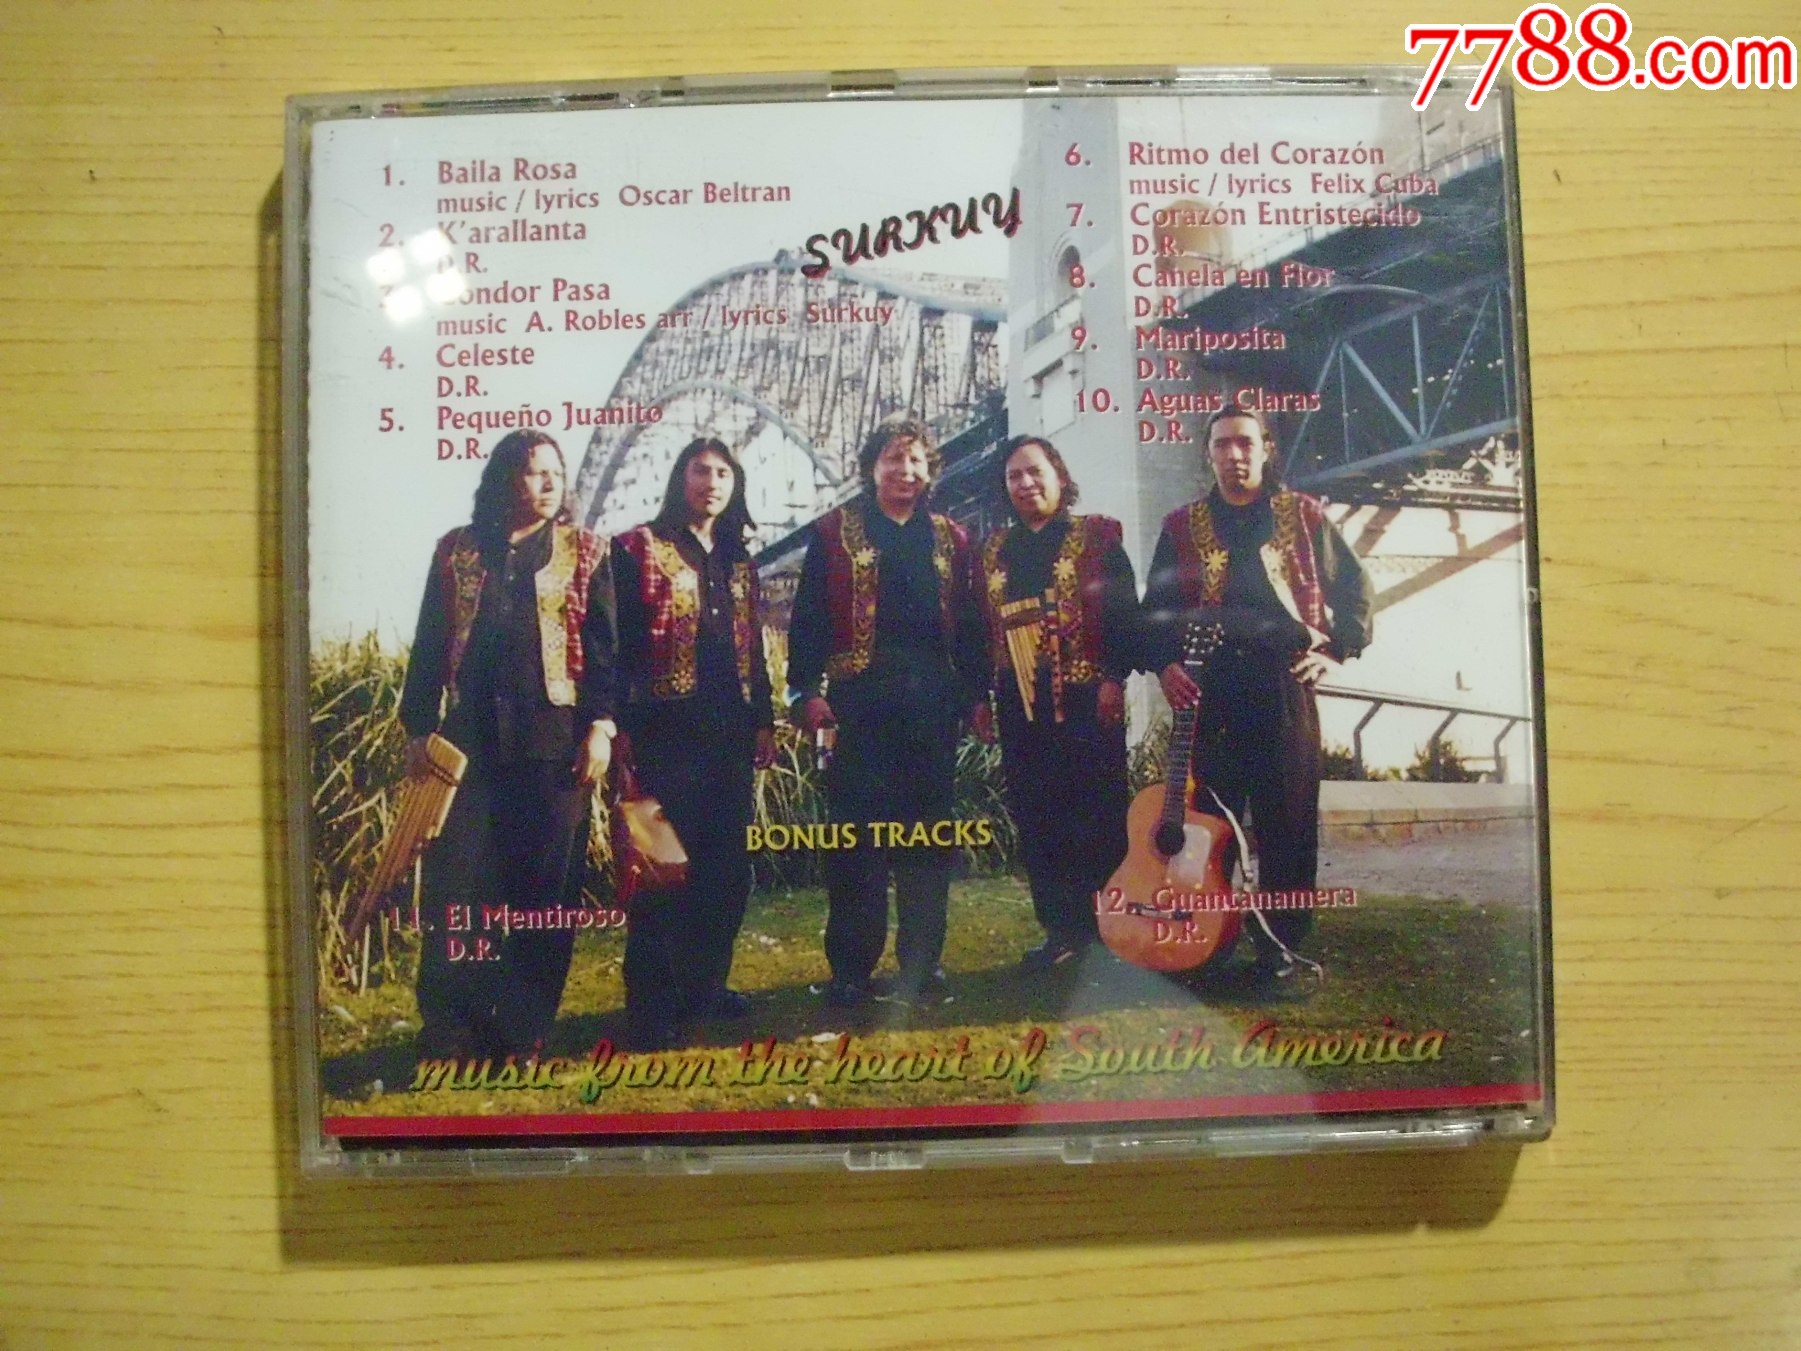 7788.com
SURKUY
1. Baila Rosa
music / lyrics Oscar Beltran
2. K'arallanta
D.R.
Condor Pasa
music A. Robles arr / lyrics Surkuy
4. Celeste
D.R.
5. Pequeño Juanito
D.R.
6. Ritmo del Corazón
music / lyrics Felix Cuba
7. Corazón Entristecido
D.R.
8. Canela en Flor
D.R.
9. Mariposita
D.R.
10. Aguas Claras
D.R.
BONUS TRACKS
11. El Mentiroso
D.R.
12. Guantanamera
D.R.
music from the heart of South America